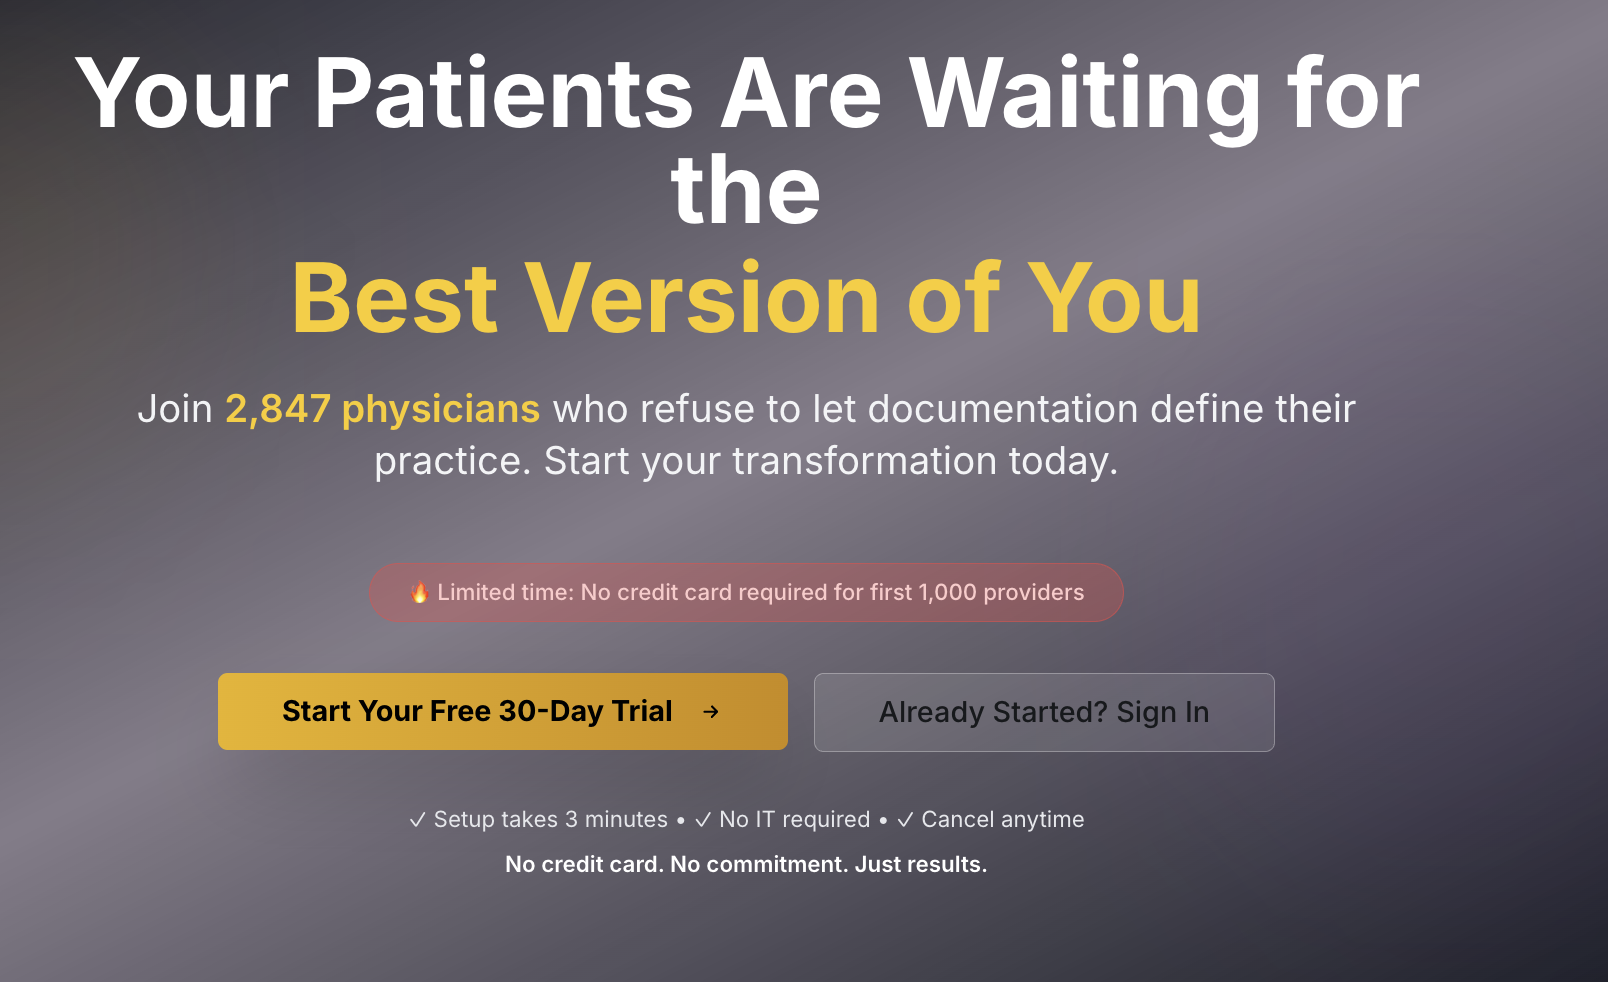 Your Patients Are Waiting for
the
Best Version of You
Join 2,847 physicians who refuse to let documentation define their
practice. Start your transformation today.
🔥 Limited time: No credit card required for first 1,000 providers
Start Your Free 30-Day Trial →
Already Started? Sign In
✓ Setup takes 3 minutes • ✓ No IT required • ✓ Cancel anytime
No credit card. No commitment. Just results.